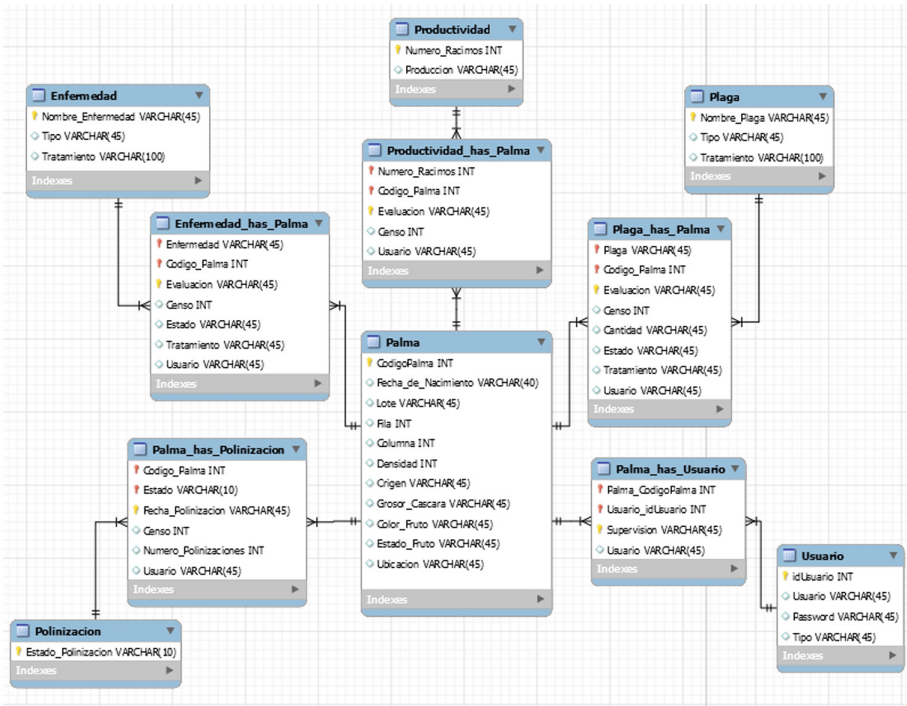 Productividad
Numero_Racimos INT
Produccion VARCHAR(45)
Indexes
Enfermedad
Nombre_Enfermedad VARCHAR(45)
Tipo VARCHAR(45)
Tratamiento VARCHAR(100)
Indexes
Plaga
Nombre_Plaga VARCHAR(45)
Tipo VARCHAR(45)
Tratamiento VARCHAR(100)
Indexes
Productividad_has_Palma
Numero_Racimos INT
Codigo_Palma INT
Evaluacion VARCHAR(45)
Censo INT
Usuario VARCHAR(45)
Indexes
Enfermedad_has_Palma
Enfermedad VARCHAR(45)
Codigo_Palma INT
Evaluacion VARCHAR(45)
Censo INT
Estado VARCHAR(45)
Tratamiento VARCHAR(45)
Usuario VARCHAR(45)
Indexes
Plaga_has_Palma
Plaga VARCHAR(45)
Codigo_Palma INT
Evaluacion VARCHAR(45)
Censo INT
Cantidad VARCHAR(45)
Estado VARCHAR(45)
Tratamiento VARCHAR(45)
Usuario VARCHAR(45)
Indexes
Palma
CodigoPalma INT
Fecha_de_Nacimiento VARCHAR(40)
Lote VARCHAR(45)
Fila INT
Columna INT
Densidad INT
Origen VARCHAR(45)
Grosor_Cascara VARCHAR(45)
Color_Fruto VARCHAR(45)
Estado_Fruto VARCHAR(45)
Ubicacion VARCHAR(45)
Indexes
Palma_has_Polinizacion
Codigo_Palma INT
Estado VARCHAR(10)
Fecha_Polinizacion VARCHAR(45)
Censo INT
Numero_Polinizaciones INT
Usuario VARCHAR(45)
Indexes
Palma_has_Usuario
Palma_CodigoPalma INT
Usuario_idUsuario INT
Supervision VARCHAR(45)
Usuario VARCHAR(45)
Indexes
Usuario
idUsuario INT
Usuario VARCHAR(45)
Password VARCHAR(45)
Tipo VARCHAR(45)
Indexes
Polinizacion
Estado_Polinizacion VARCHAR(10)
Indexes